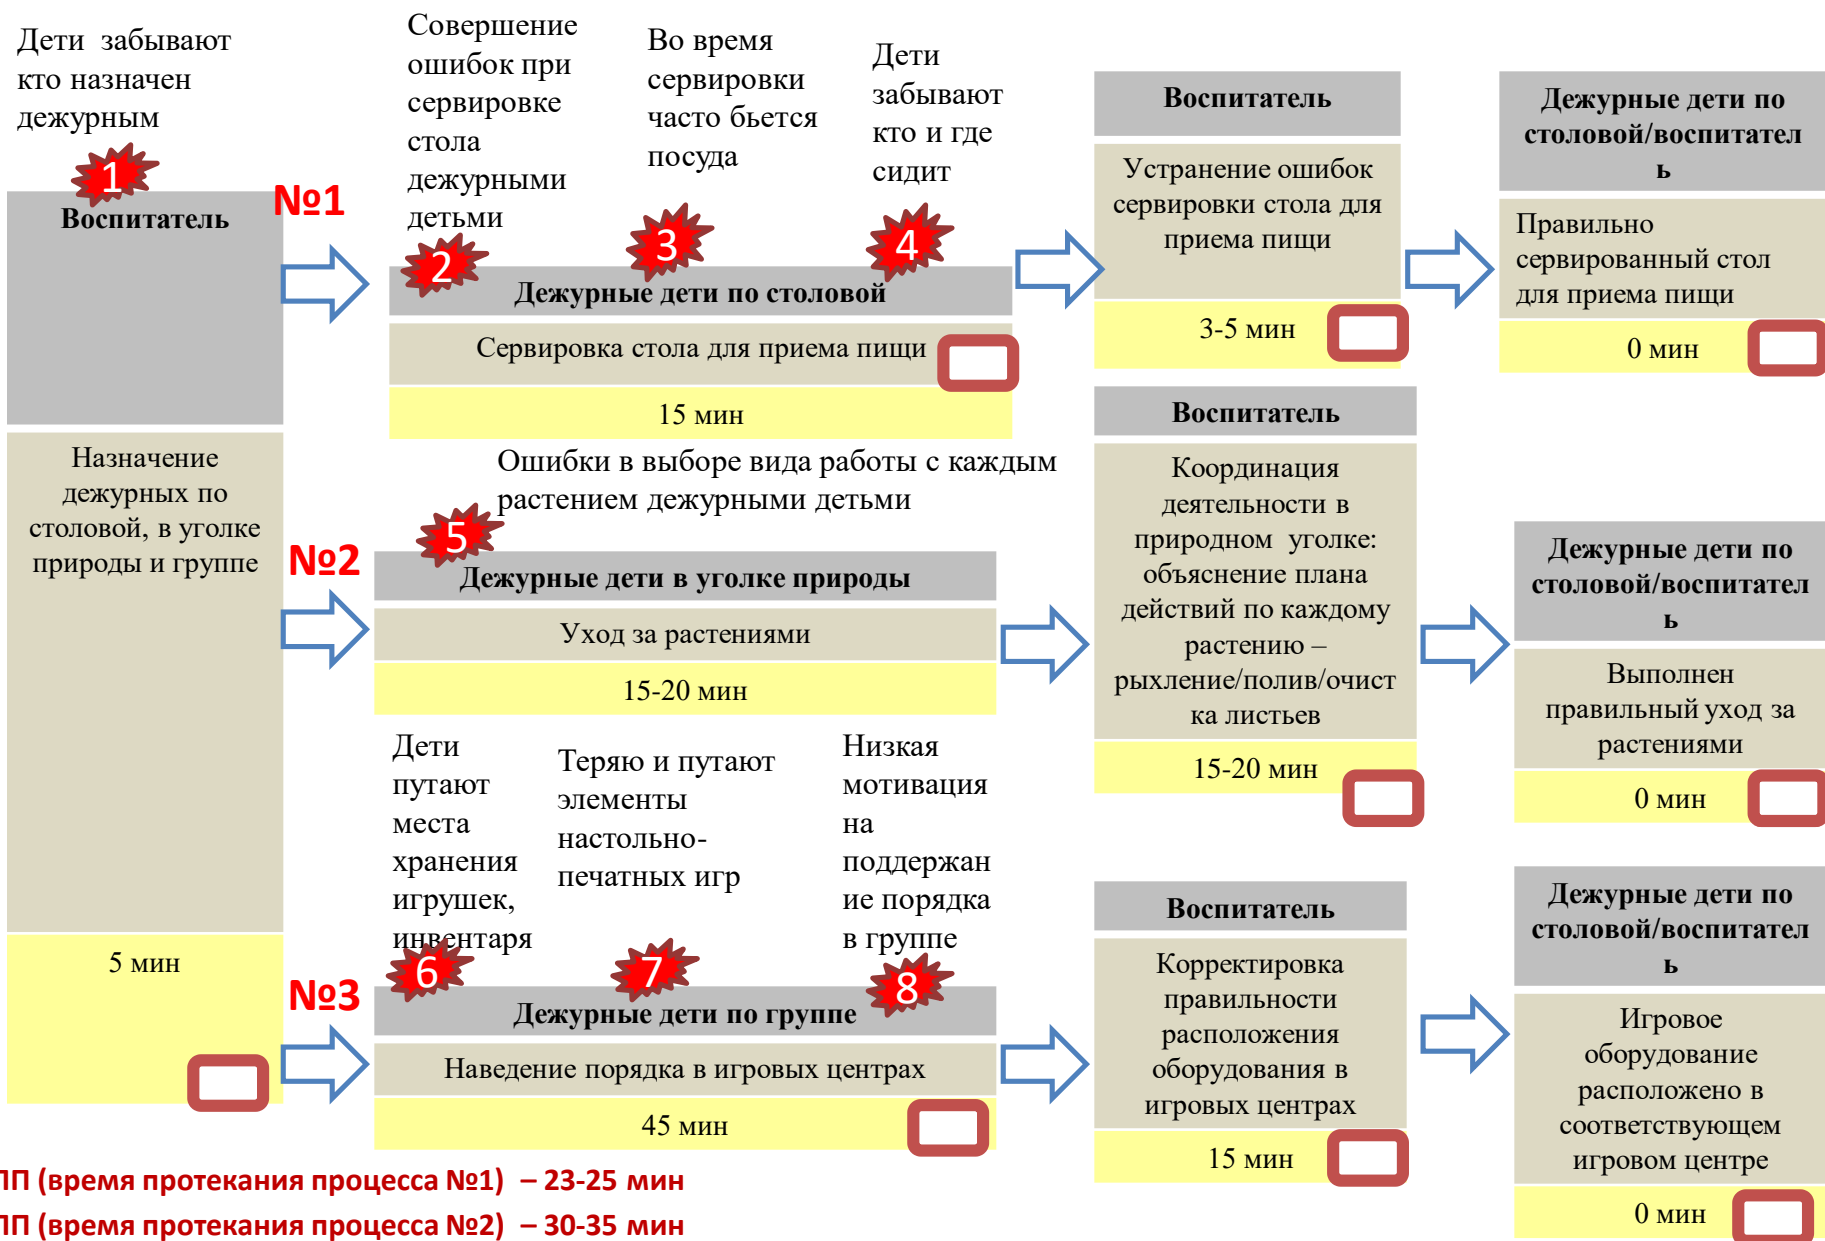 Дети забывают
кто назначен
дежурным
1
Воспитатель
Назначение
дежурных по
столовой, в уголке
природы и группе
5 мин
№1
Совершение
ошибок при
сервировке
стола
дежурными
детьми
2
Во время
сервировки
часто бьется
посуда
3
Дети
забывают
кто и где
сидит
4
Дежурные дети по столовой
Сервировка стола для приема пищи
15 мин
Воспитатель
Устранение ошибок
сервировки стола для
приема пищи
3-5 мин
Дежурные дети по
столовой/воспитател
ь
Правильно
сервированный стол
для приема пищи
0 мин
№2
Ошибки в выборе вида работы с каждым
растением дежурными детьми
5
Дежурные дети в уголке природы
Уход за растениями
15-20 мин
Воспитатель
Координация
деятельности в
природном уголке:
объяснение плана
действий по каждому
растению –
рыхление/полив/очист
ка листьев
15-20 мин
Дежурные дети по
столовой/воспитател
ь
Выполнен
правильный уход за
растениями
0 мин
№3
Дети
путают
места
хранения
игрушек,
инвентаря
6
Теряю и путают
элементы
настольно-
печатных игр
7
Низкая
мотивация
на
поддержан
ие порядка
в группе
8
Дежурные дети по группе
Наведение порядка в игровых центрах
45 мин
Воспитатель
Корректировка
правильности
расположения
оборудования в
игровых центрах
15 мин
Дежурные дети по
столовой/воспитател
ь
Игровое
оборудование
расположено в
соответствующем
игровом центре
0 мин
ПП (время протекания процесса №1) – 23-25 мин
ПП (время протекания процесса №2) – 30-35 мин